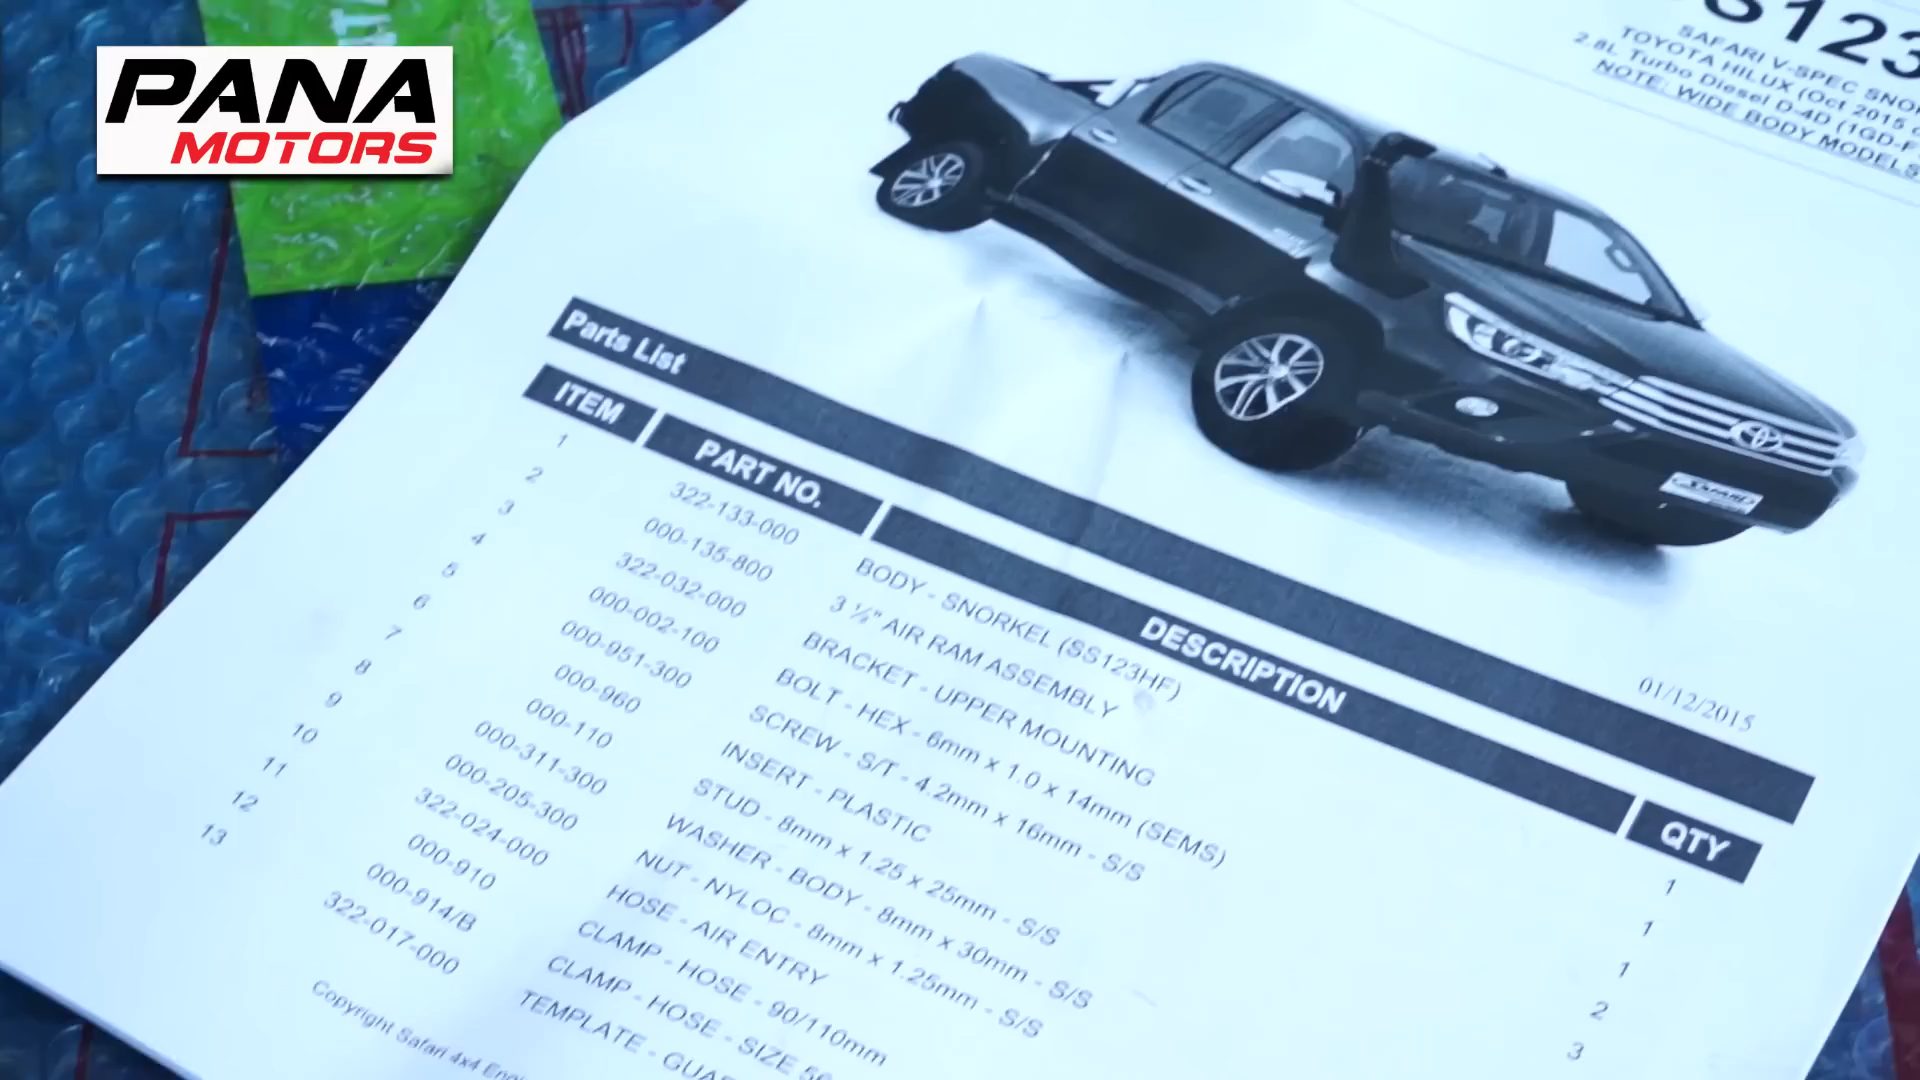 PANA
MOTORS
SS123
SAFARI V-SPEC
TOYOTA HILUX (Oct 2015
2.8L Turbo Diesel D-4D (1GD-F
NOTE: WIDE BODY MODELS
SAFARI
01/12/2015
Parts List
ITEM PART NO. DESCRIPTION QTY
1 322-133-000 BODY - SNORKEL (SS123HF) 1
2 000-135-800 AIR RAM ASSEMBLY 1
3 322-032-000 BRACKET - UPPER MOUNTING 1
4 000-002-100 BOLT - HEX - 6mm x 1.0 x 14mm (SEMS) 2
5 000-951-300 SCREW - S/T - 4.2mm x 16mm - S/S 3
6 000-960 INSERT - PLASTIC
7 000-110 STUD - 8mm x 1.25 x 25mm - S/S
8 000-311-300 WASHER - BODY - 8mm x 30mm - S/S
9 000-205-300 NUT - NYLOC - 8mm x 1.25mm - S/S
10 322-024-000 HOSE - AIR ENTRY
11 000-910 CLAMP - HOSE - 90/110mm
12 000-914/B CLAMP - HOSE - SIZE
13 322-017-000 TEMPLATE -
Copyright Safari 4x4